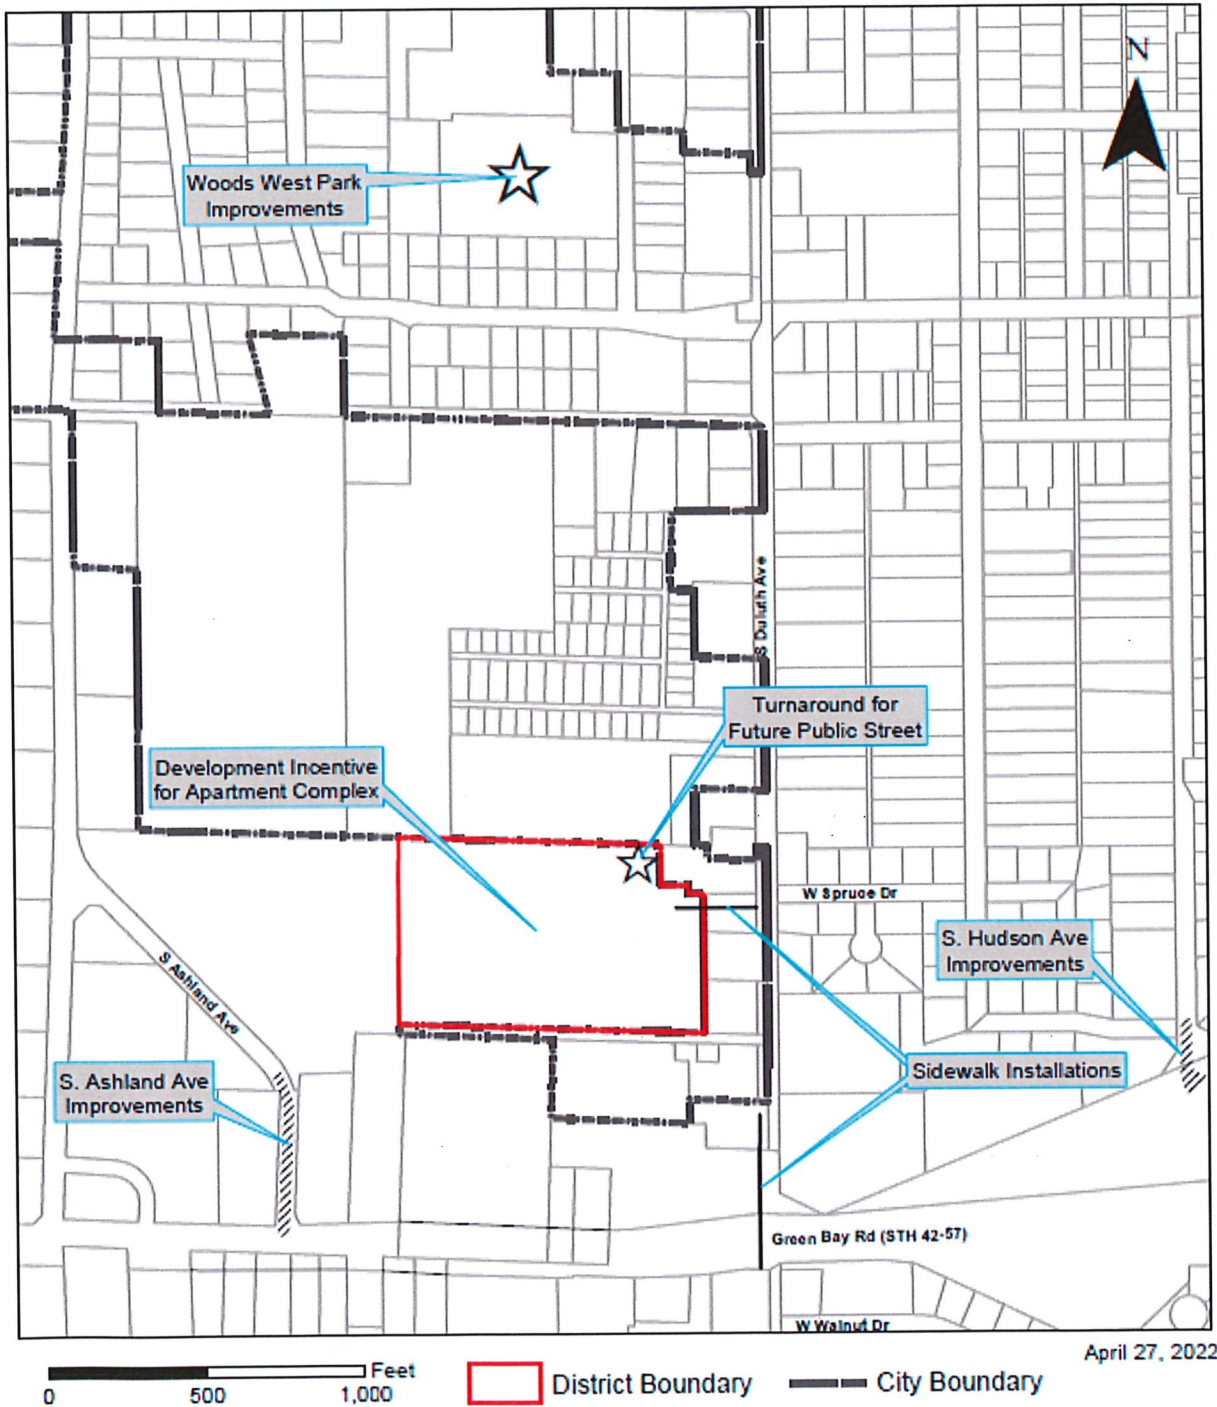 N
Woods West Park
Improvements
S Duluth Ave
Turnaround for
Future Public Street
Development Incentive
for Apartment Complex
W Spruce Dr
S. Hudson Ave
Improvements
S Ashland Ave
Sidewalk Installations
S. Ashland Ave
Improvements
Green Bay Rd (STH 42-57)
W Walnut Dr
April 27, 2022
Feet
0 500 1,000
District Boundary
City Boundary